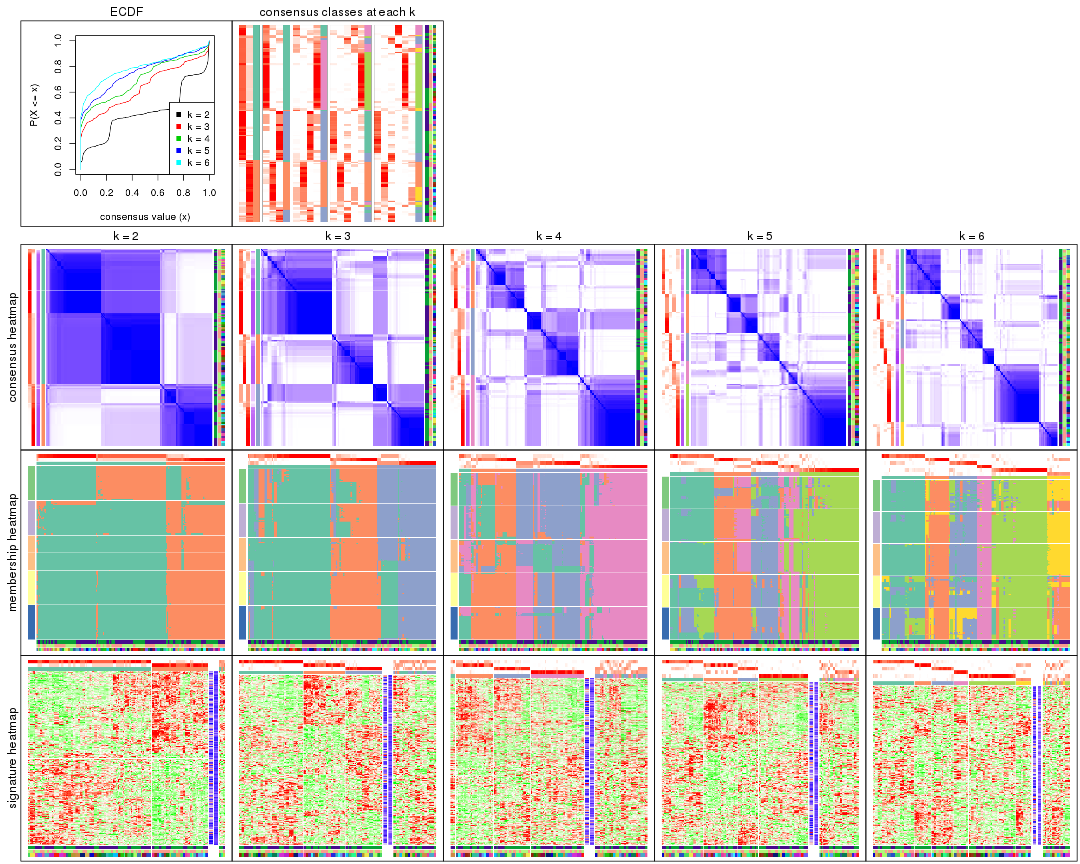 ECDF
consensus classes at each k
P(X <= x)
1.0
0.8
0.6
0.4
0.2
0.0
k = 2
k = 3
k = 4
k = 5
k = 6
0.0 0.2 0.4 0.6 0.8 1.0
consensus value (x)
k = 2
k = 3
k = 4
k = 5
k = 6
consensus heatmap
membership heatmap
signature heatmap